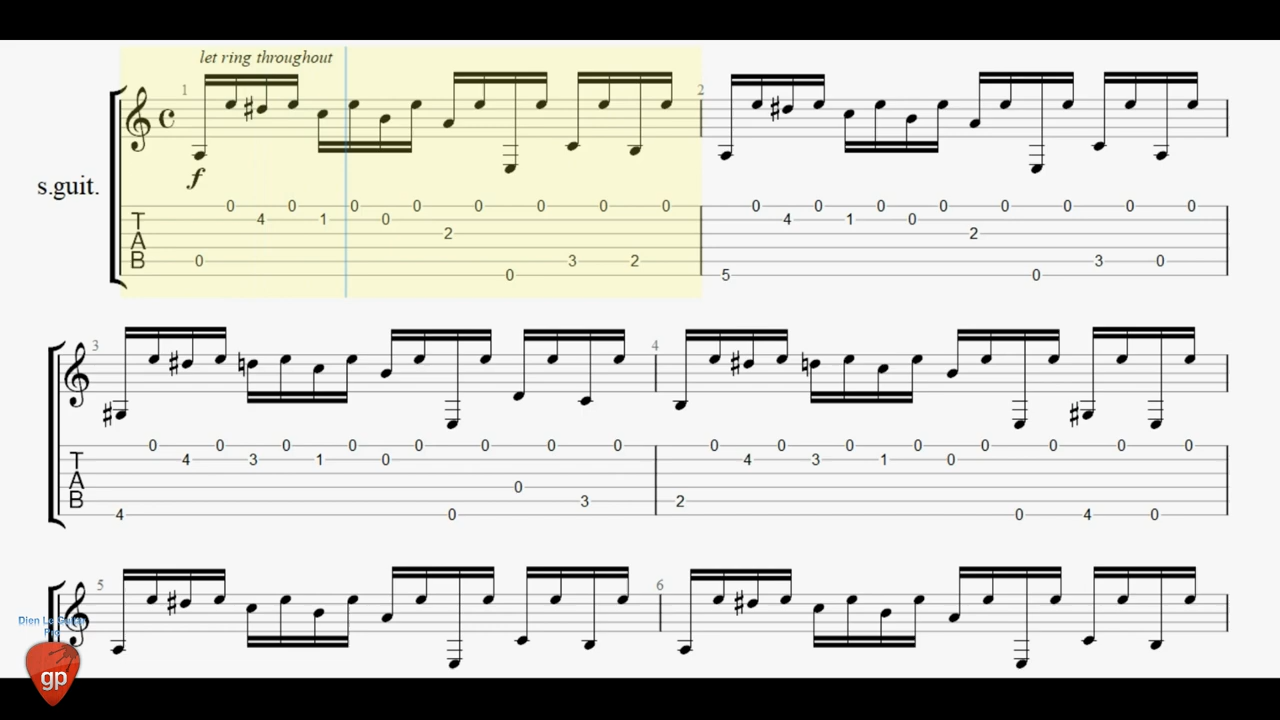 let ring throughout
1
2
f
s.guit.
0 0 0 0 0 0 0 0
4 1 0
2
T
A
B
0 3 2
0
0 0 0 0 0 0 0 0
4 1 0
2
3 0
5 0
3
4
0 0 0 0 0 0 0 0
4 3 1 0
0
3
4 0
T
A
B
0 0 0 0 0 0 0 0
4 3 1 0
2
0 4 0
5
6
Dien Le Guitar
gp